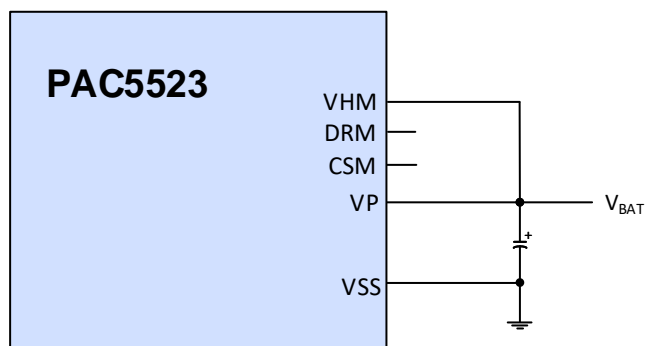 PAC5523
VHM
DRM
CSM
VP
VBAT
+
VSS